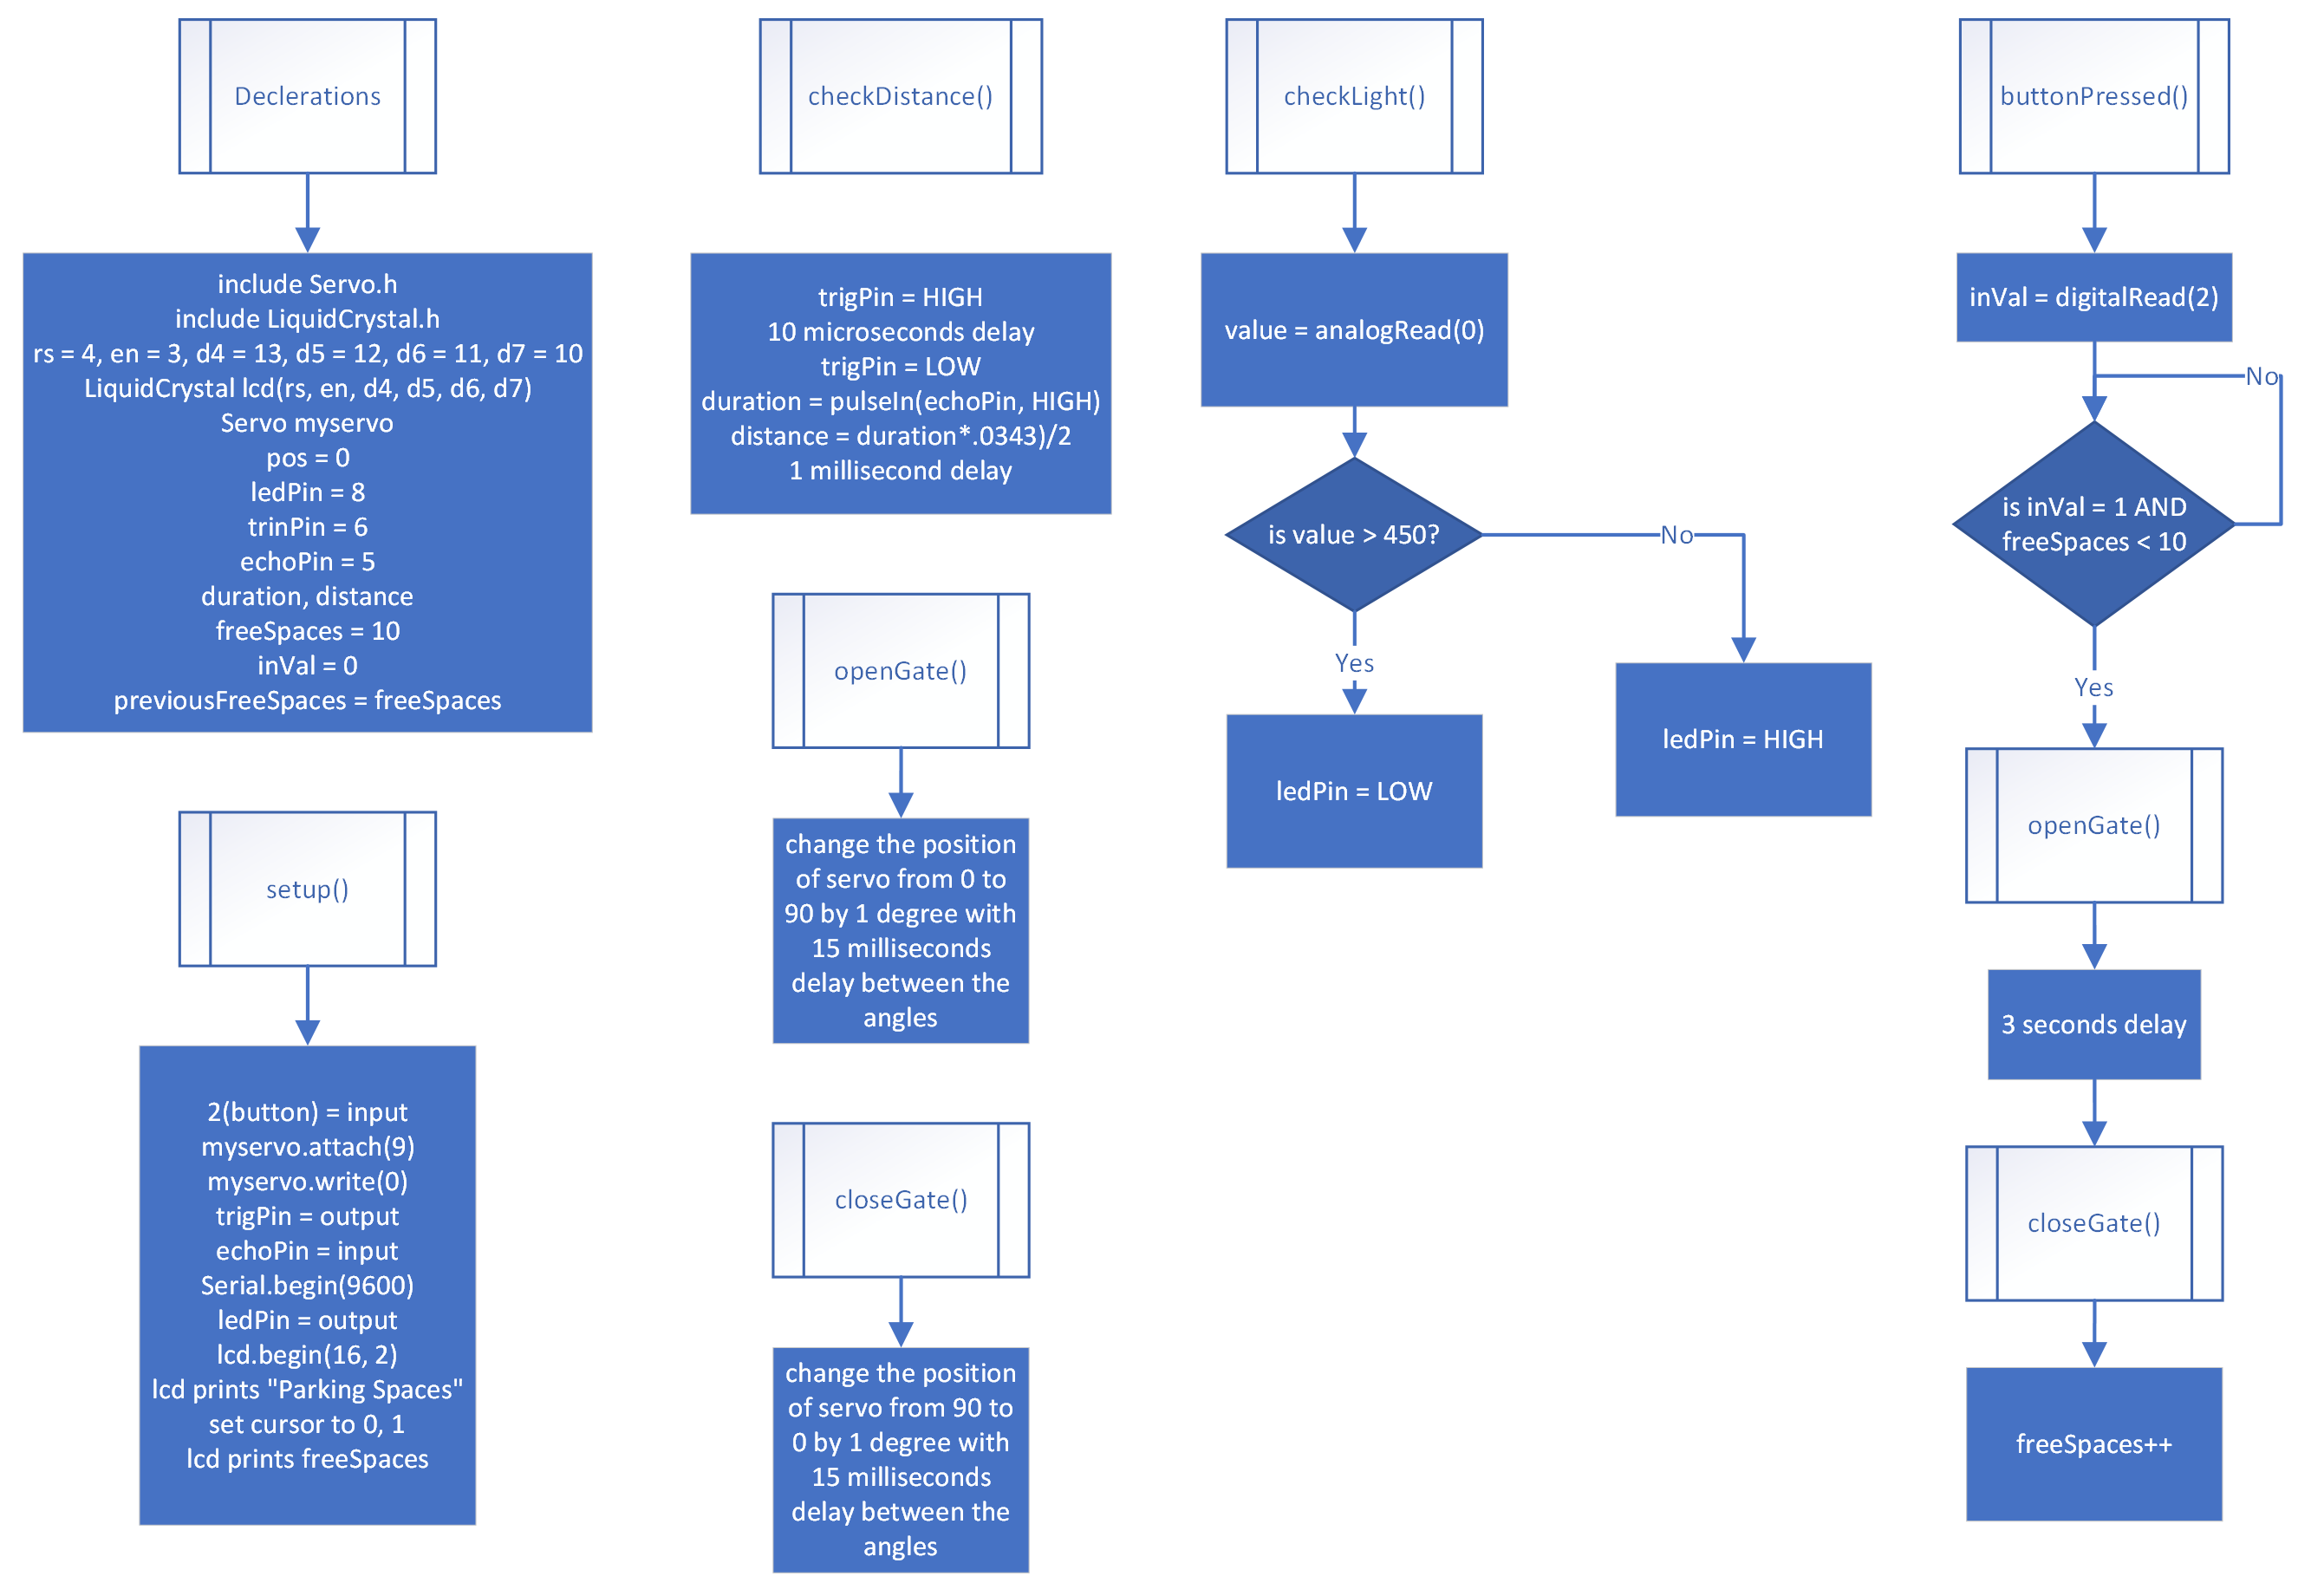 Declerations
include Servo.h
include LiquidCrystal.h
rs = 4, en = 3, d4 = 13, d5 = 12, d6 = 11, d7 = 10
LiquidCrystal lcd(rs, en, d4, d5, d6, d7)
Servo myservo
pos = 0
ledPin = 8
trinPin = 6
echoPin = 5
duration, distance
freeSpaces = 10
inVal = 0
previousFreeSpaces = freeSpaces
setup()
2(button) = input
myservo.attach(9)
myservo.write(0)
trigPin = output
echoPin = input
Serial.begin(9600)
ledPin = output
lcd.begin(16, 2)
lcd prints "Parking Spaces"
set cursor to 0, 1
lcd prints freeSpaces
checkDistance()
trigPin = HIGH
10 microseconds delay
trigPin = LOW
duration = pulseIn(echoPin, HIGH)
distance = duration*.0343)/2
1 millisecond delay
openGate()
change the position
of servo from 0 to
90 by 1 degree with
15 milliseconds
delay between the
angles
closeGate()
change the position
of servo from 90 to
0 by 1 degree with
15 milliseconds
delay between the
angles
checkLight()
value = analogRead(0)
is value > 450?
No
Yes
ledPin = HIGH
ledPin = LOW
buttonPressed()
inVal = digitalRead(2)
No
is inVal = 1 AND
freeSpaces < 10
Yes
openGate()
3 seconds delay
closeGate()
freeSpaces++